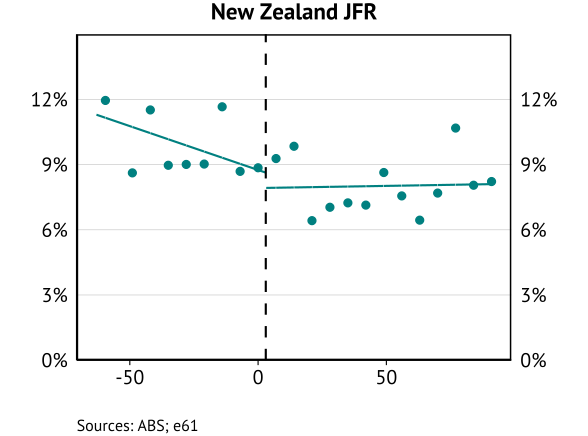 New Zealand JFR
12% 12%
9% 9%
6% 6%
3% 3%
0% 0%
-50 0 50
Sources: ABS; e61